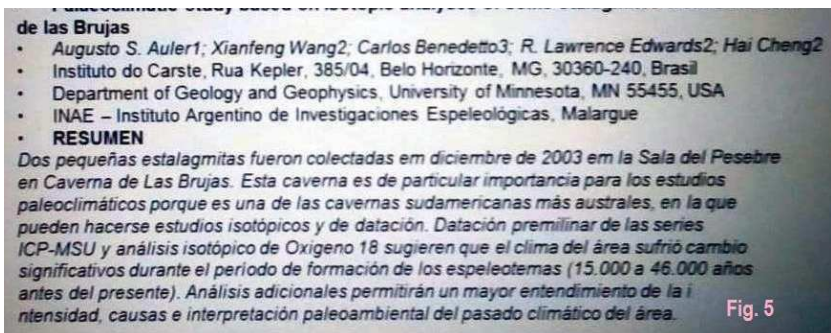 de las Brujas
• Augusto S. Auler1; Xianfeng Wang2; Carlos Benedetto3; R. Lawrence Edwards2; Hai Cheng2
• Instituto do Carste, Rua Kepler, 385/04, Belo Horizonte, MG, 30360-240, Brasil
• Department of Geology and Geophysics, University of Minnesota, MN 55455, USA
• INAE – Instituto Argentino de Investigaciones Espeleológicas, Malargue
• RESUMEN
Dos pequeñas estalagmitas fueron colectadas em diciembre de 2003 em la Sala del Pesebre
en Caverna de Las Brujas. Esta caverna es de particular importancia para los estudios
paleoclimáticos porque es una de las cavernas sudamericanas más australes, en la que
pueden hacerse estudios isotópicos y de datación. Datación premilinar de las series
ICP-MSU y análisis isotópico de Oxigeno 18 sugieren que el clima del área sufrió cambio
significativos durante el periodo de formación de los espeleotemas (15.000 a 46.000 años
antes del presente). Análisis adicionales permitirán un mayor entendimiento de la i
ntensidad, causas e interpretación paleoambiental del pasado climático del área.
Fig. 5